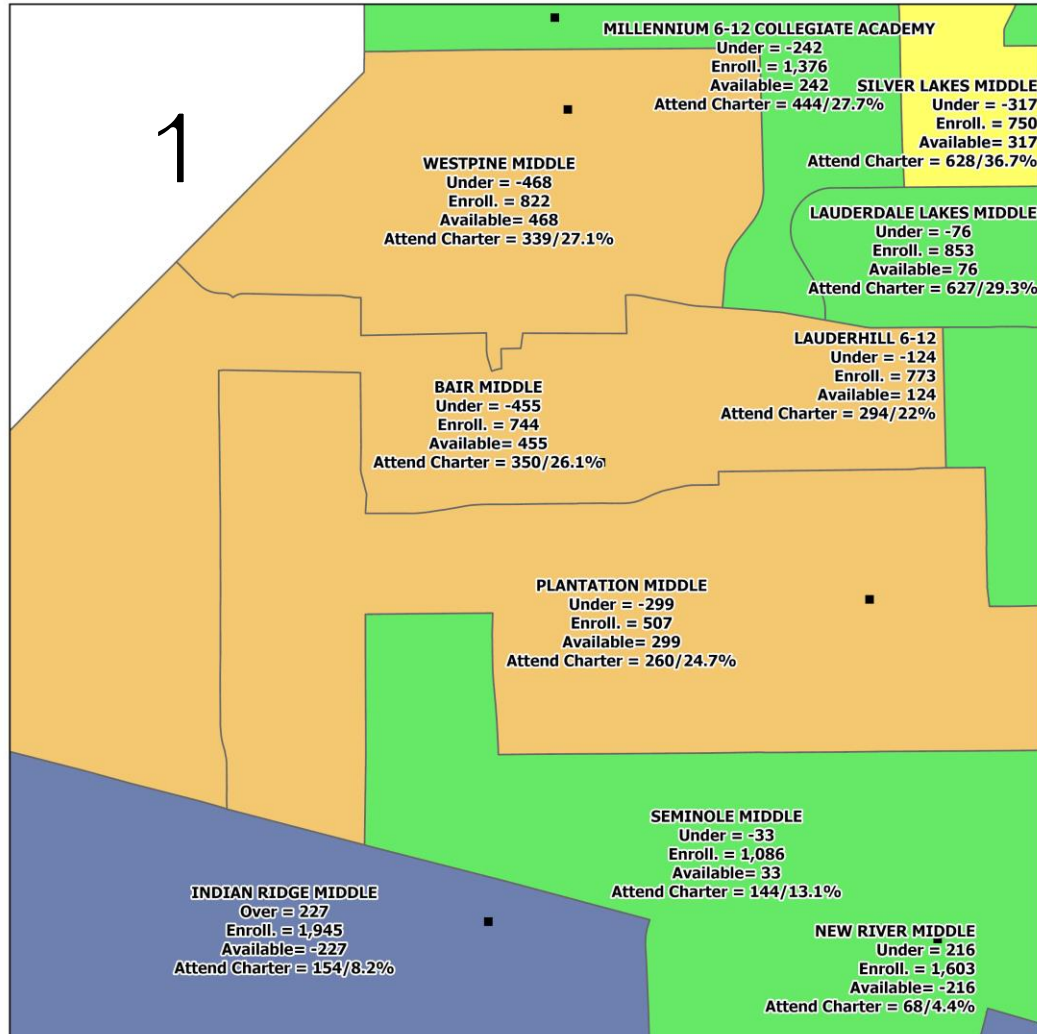 MILLENNIUM 6-12 COLLEGIATE ACADEMY
Under = -242
Enroll. = 1,376
Available= 242
Attend Charter = 444/27.7%
SILVER LAKES MIDDLE
Under = -317
Enroll. = 750
Available= 317
Attend Charter = 628/36.7%
1
WESTPINE MIDDLE
Under = -468
Enroll. = 822
Available= 468
Attend Charter = 339/27.1%
LAUDERDALE LAKES MIDDLE
Under = -76
Enroll. = 853
Available= 76
Attend Charter = 627/29.3%
LAUDERHILL 6-12
Under = -124
Enroll. = 773
Available= 124
Attend Charter = 294/22%
BAIR MIDDLE
Under = -455
Enroll. = 744
Available= 455
Attend Charter = 350/26.1%
PLANTATION MIDDLE
Under = -299
Enroll. = 507
Available= 299
Attend Charter = 260/24.7%
SEMINOLE MIDDLE
Under = -33
Enroll. = 1,086
Available= 33
Attend Charter = 144/13.1%
INDIAN RIDGE MIDDLE
Over = 227
Enroll. = 1,945
Available= -227
Attend Charter = 154/8.2%
NEW RIVER MIDDLE
Under = 216
Enroll. = 1,603
Available= -216
Attend Charter = 68/4.4%